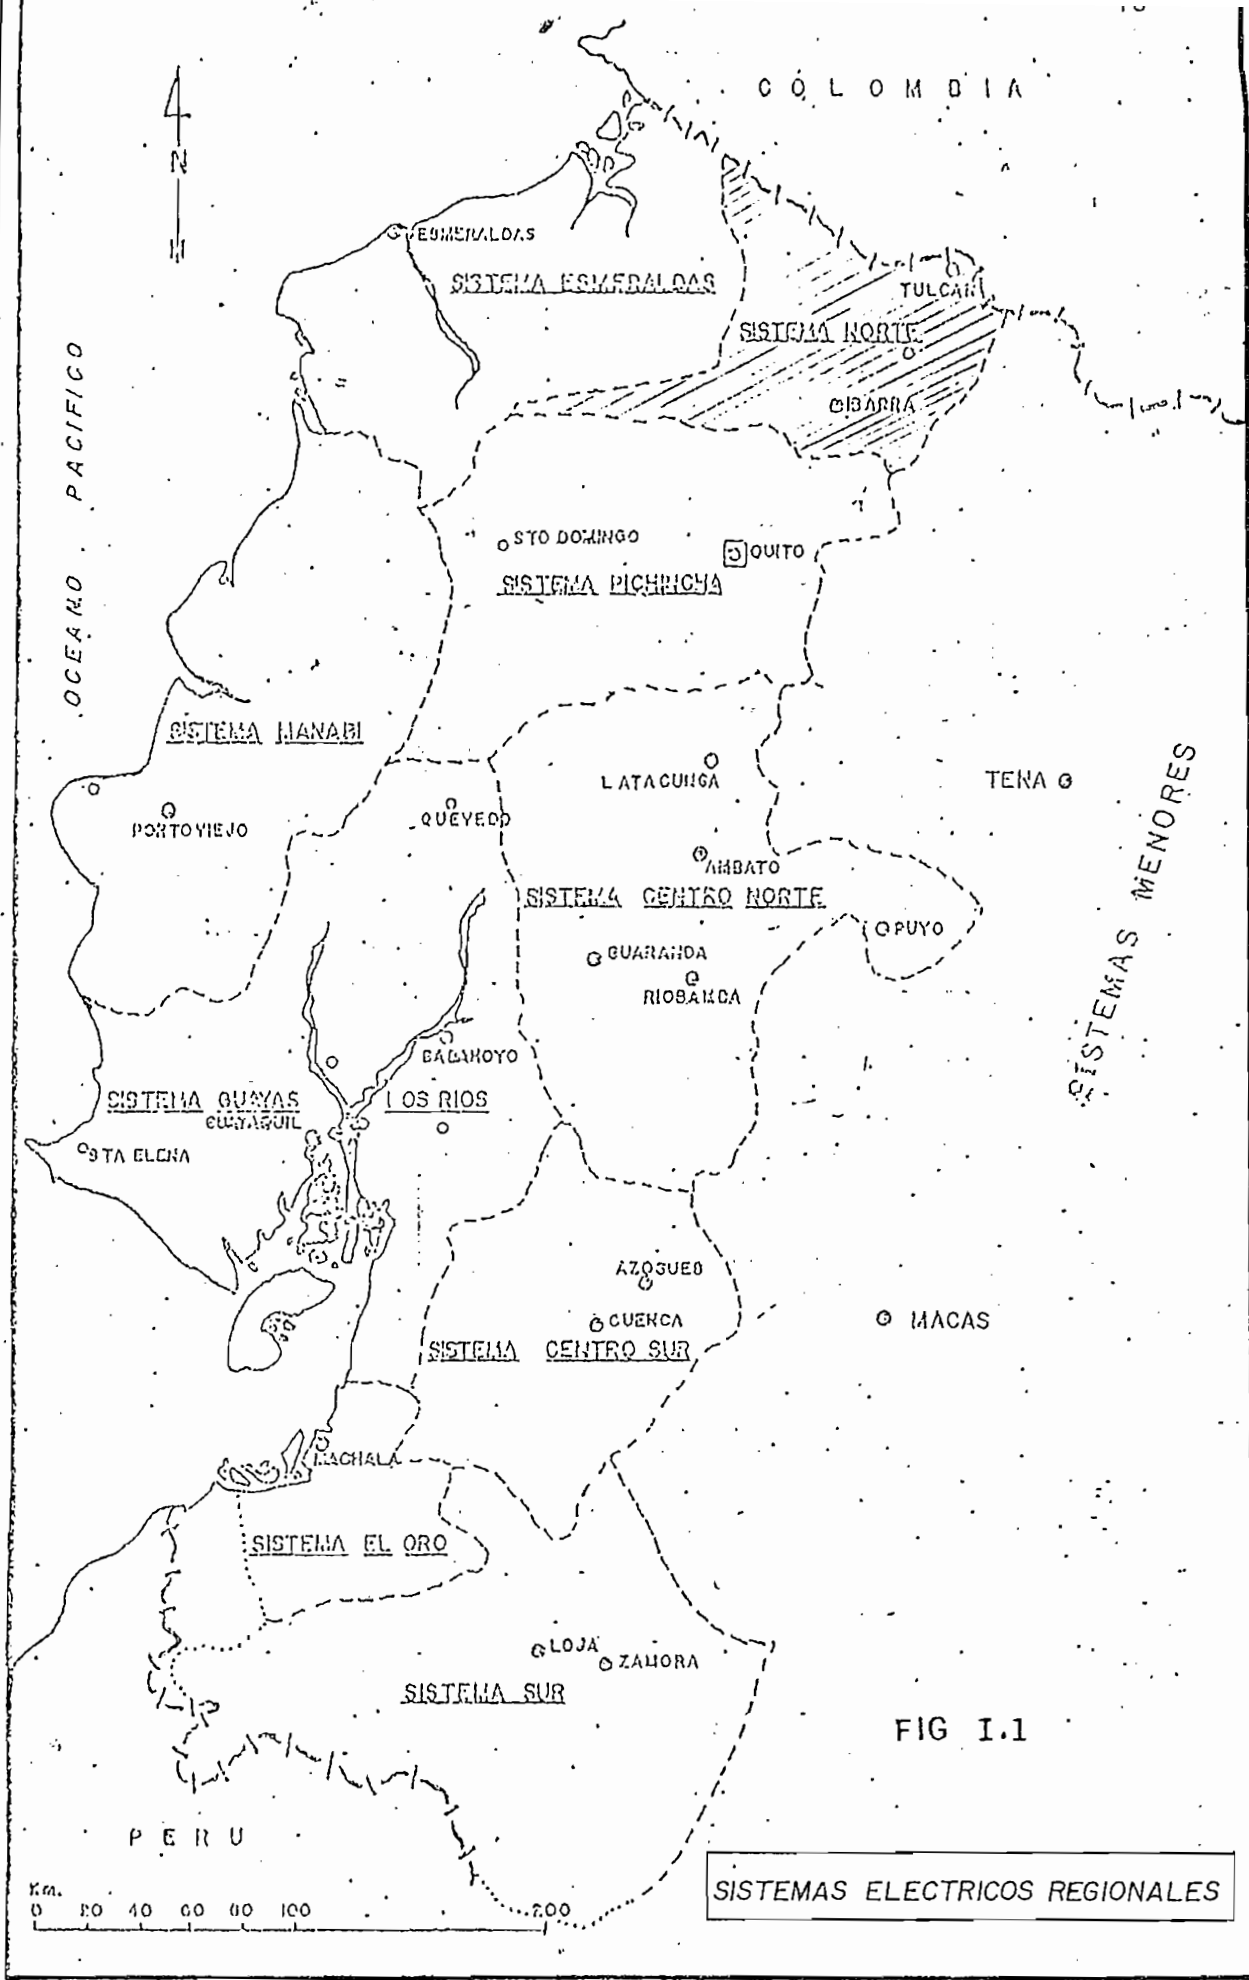 COLOMBIA
N
ESMERALDAS
SISTEMA ESMERALDAS
TULCAN
SISTEMA NORTE
IBARRA
OCEANO PACIFICO
STO DOMINGO
QUITO
SISTEMA PICHINCHA
SISTEMA MANABI
LATACUNGA
TENA
QUEVEDO
PORTOVIEJO
AMBATO
SISTEMA CENTRO NORTE
PUYO
GUARANDA
RIOBAMBA
SISTEMAS MENORES
BABAHOYO
SISTEMA GUAYAS LOS RIOS
GUAYAQUIL
STA ELENA
AZOGUES
CUENCA
MACAS
SISTEMA CENTRO SUR
MACHALA
SISTEMA EL ORO
LOJA
ZAMORA
SISTEMA SUR
FIG I.1
PERU
SISTEMAS ELECTRICOS REGIONALES
Km.
0 20 40 60 80 100 200